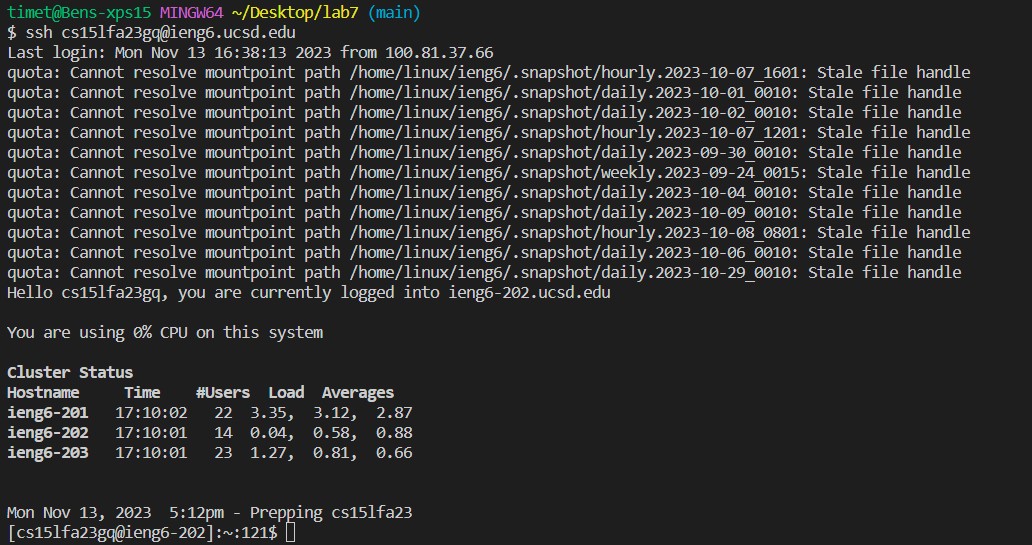 timet@Bens-xps15 MINGW64 ~/Desktop/lab7 (main)
$ ssh cs15lfa23gq@ieng6.ucsd.edu
Last login: Mon Nov 13 16:38:13 2023 from 100.81.37.66
quota: Cannot resolve mountpoint path /home/linux/ieng6/.snapshot/hourly.2023-10-07_1601: Stale file handle
quota: Cannot resolve mountpoint path /home/linux/ieng6/.snapshot/daily.2023-10-01_0010: Stale file handle
quota: Cannot resolve mountpoint path /home/linux/ieng6/.snapshot/daily.2023-10-02_0010: Stale file handle
quota: Cannot resolve mountpoint path /home/linux/ieng6/.snapshot/hourly.2023-10-07_1201: Stale file handle
quota: Cannot resolve mountpoint path /home/linux/ieng6/.snapshot/daily.2023-09-30_0010: Stale file handle
quota: Cannot resolve mountpoint path /home/linux/ieng6/.snapshot/weekly.2023-09-24_0015: Stale file handle
quota: Cannot resolve mountpoint path /home/linux/ieng6/.snapshot/daily.2023-10-04_0010: Stale file handle
quota: Cannot resolve mountpoint path /home/linux/ieng6/.snapshot/daily.2023-10-09_0010: Stale file handle
quota: Cannot resolve mountpoint path /home/linux/ieng6/.snapshot/hourly.2023-10-08_0801: Stale file handle
quota: Cannot resolve mountpoint path /home/linux/ieng6/.snapshot/daily.2023-10-06_0010: Stale file handle
quota: Cannot resolve mountpoint path /home/linux/ieng6/.snapshot/daily.2023-10-29_0010: Stale file handle
Hello cs15lfa23gq, you are currently logged into ieng6-202.ucsd.edu
You are using 0% CPU on this system
Cluster Status
Hostname     Time    #Users  Load  Averages
ieng6-201   17:10:02   22  3.35,  3.12,  2.87
ieng6-202   17:10:01   14  0.04,  0.58,  0.88
ieng6-203   17:10:01   23  1.27,  0.81,  0.66
Mon Nov 13, 2023  5:12pm - Prepping cs15lfa23
[cs15lfa23gq@ieng6-202]:~:121$